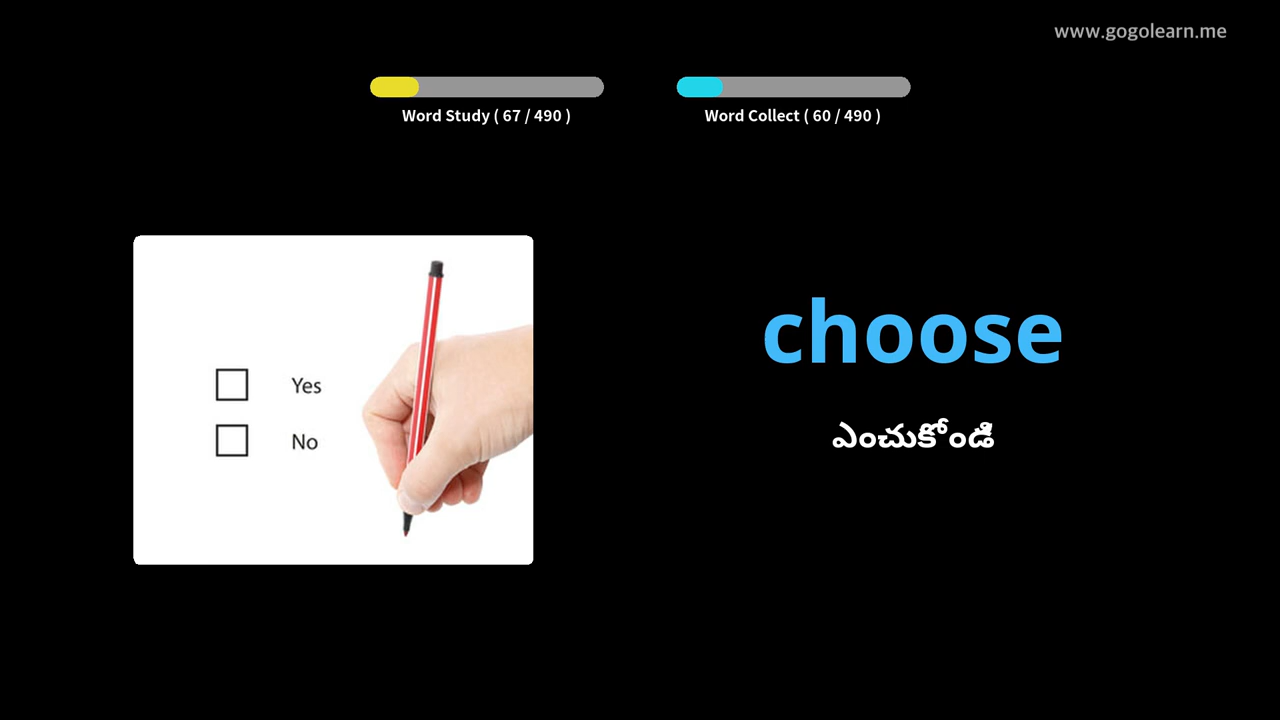 www.gogolearn.me
Word Study ( 67 / 490 )
Word Collect ( 60 / 490 )
choose
ఎంచుకోండి
Yes
No